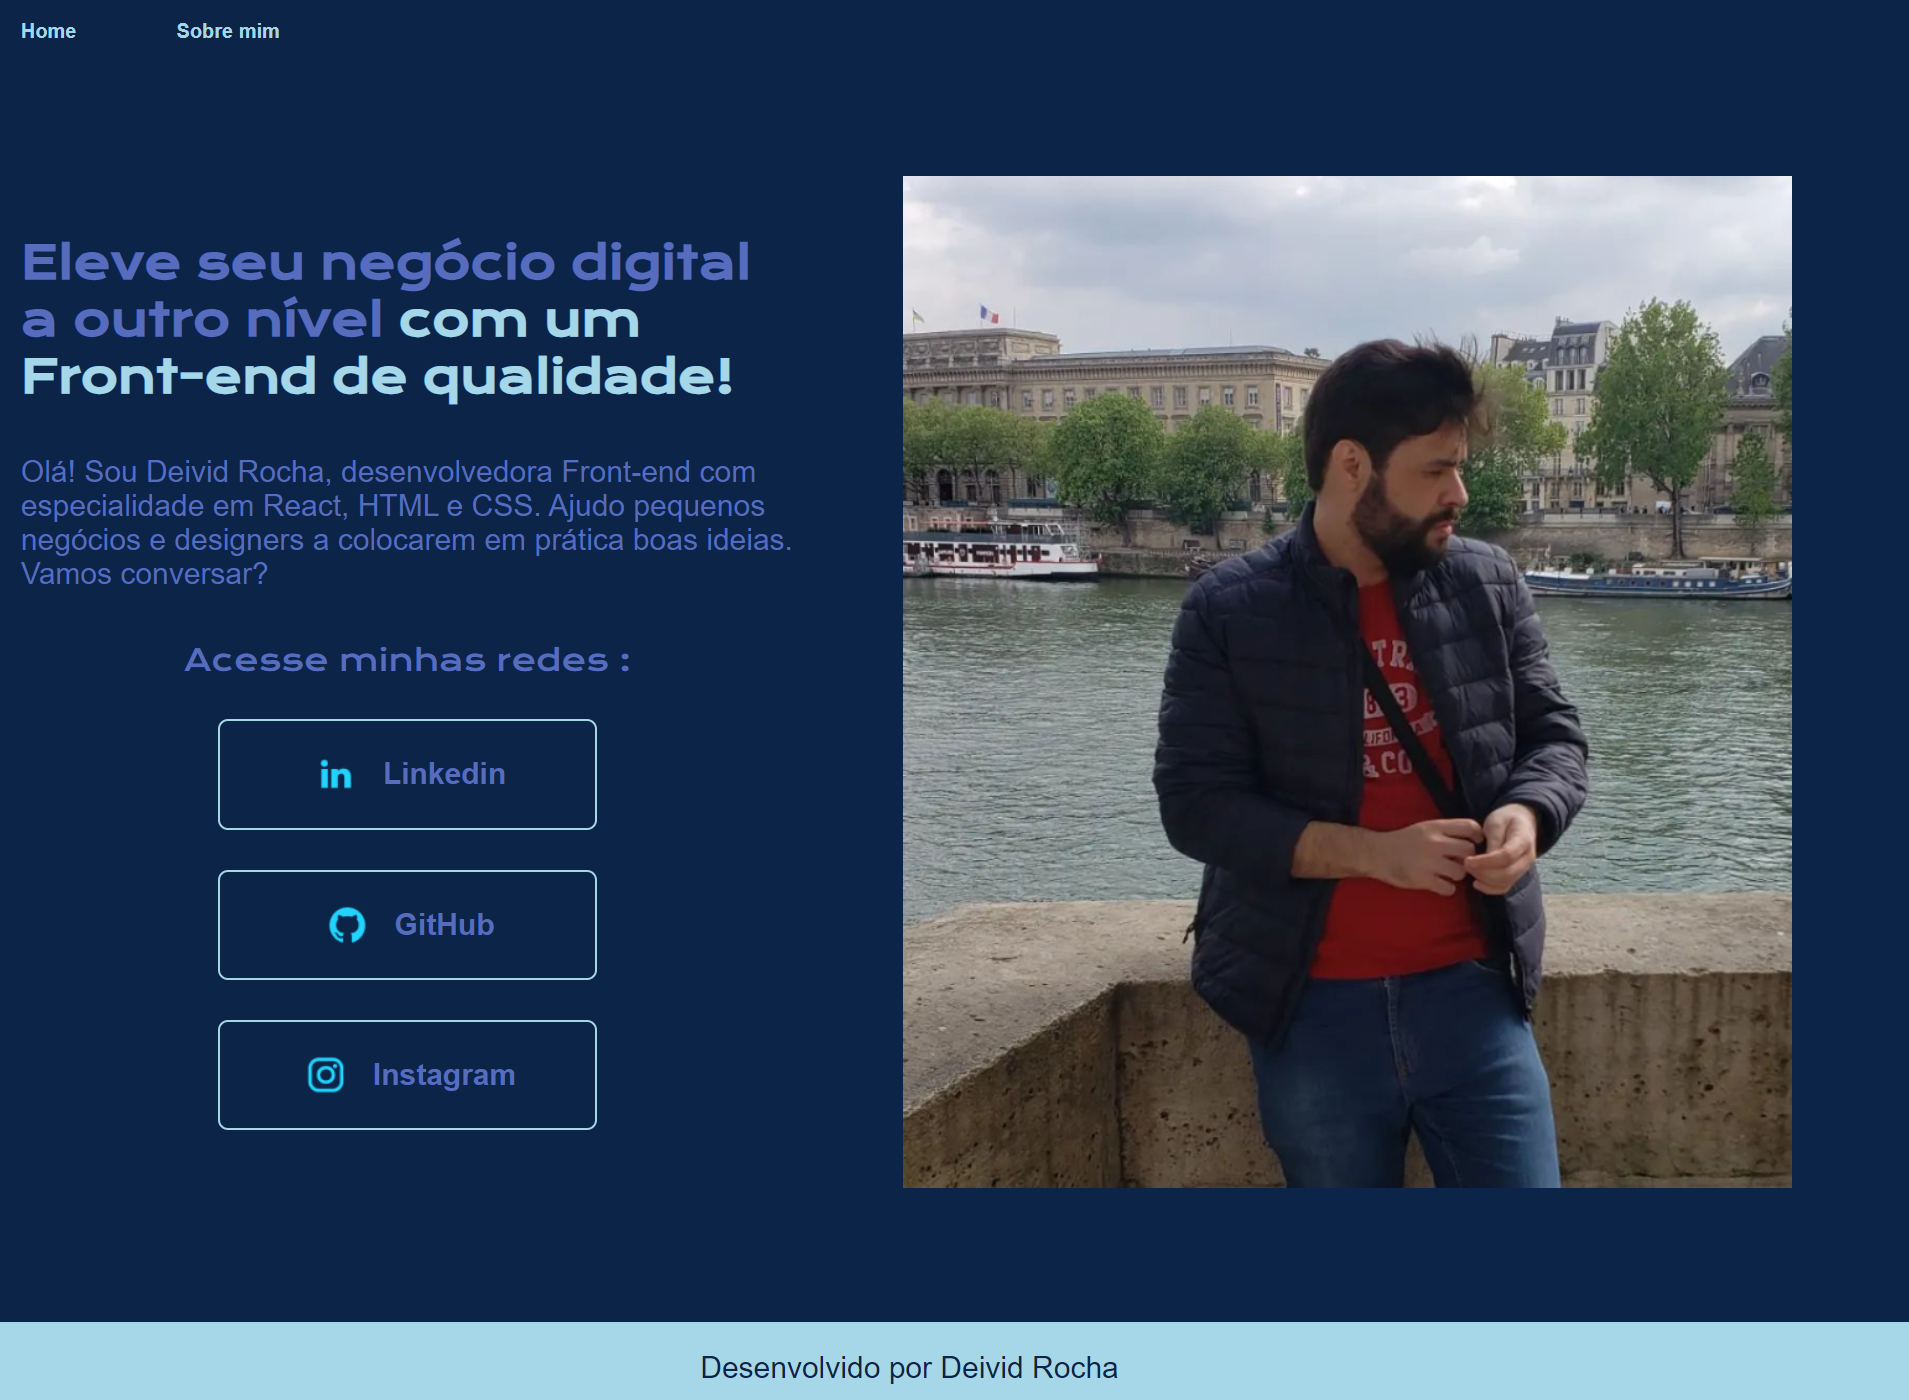 Home Sobre mim
Eleve seu negócio digital
a outro nível com um
Front-end de qualidade!
Olá! Sou Deivid Rocha, desenvolvedora Front-end com
especialidade em React, HTML e CSS. Ajudo pequenos
negócios e designers a colocarem em prática boas ideias.
Vamos conversar?
Acesse minhas redes :
in Linkedin
GitHub
Instagram
Desenvolvido por Deivid Rocha